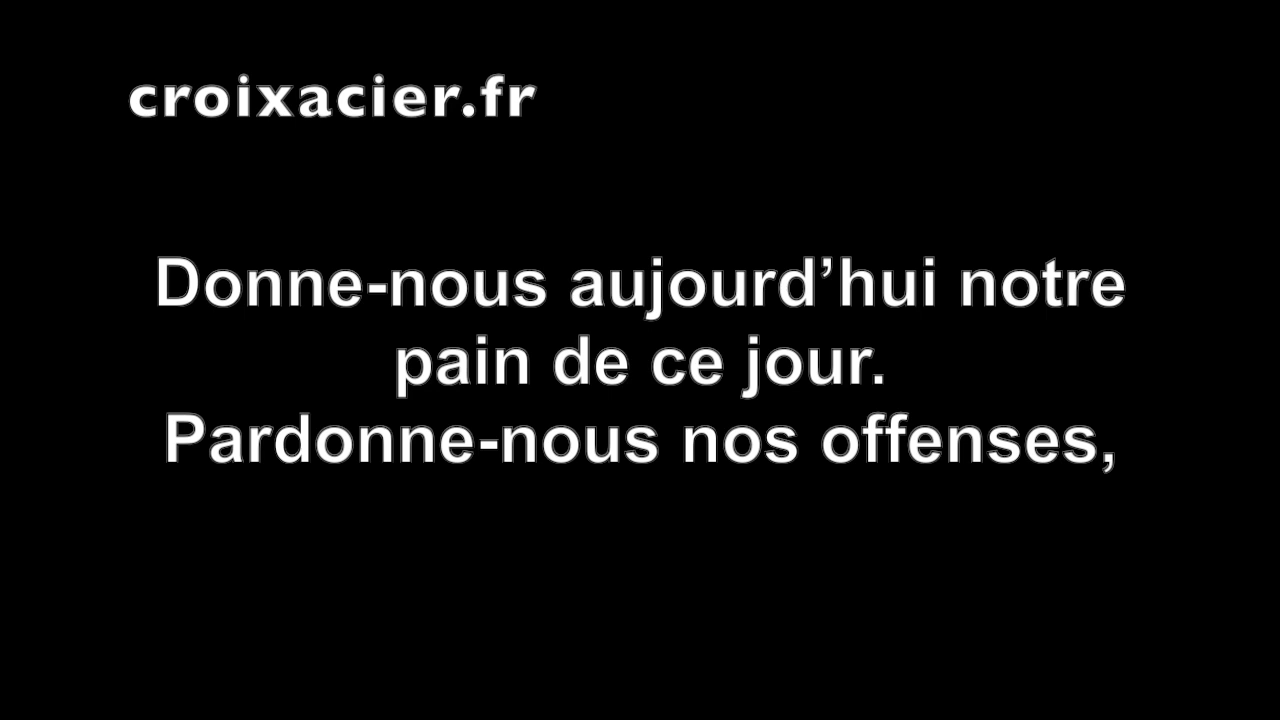 croixacier.fr
Donne-nous aujourd’hui notre
pain de ce jour.
Pardonne-nous nos offenses,